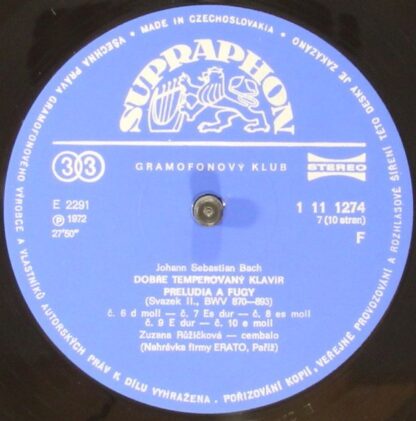 VŠECHNA PRÁVA GRAMOFONOVÉHO VÝROBCE A VLASTNÍKŮ AUTORSKÝCH PRÁV K DÍLU VYHRAŽENA. POŘIZOVÁNÍ KOPIÍ, VEŘEJNÉ PROVOZOVÁNÍ A ROZHLASOVÉ ŠÍŘENÍ TÉTO DESKY JE ZAKÁZÁNO
• MADE IN CZECHOSLOVAKIA •
SUPRAPHON
33
GRAMOFONOVÝ KLUB
STEREO
E 2291
Ⓟ 1972
27'50"
1 11 1274
7 (10 stran)
F
Johann Sebastian Bach
DOBŘE TEMPEROVANÝ KLAVÍR
PRELUDIA A FUGY
(Svazek II., BWV 870—893)
č. 6 d moll — č. 7 Es dur — č. 8 es moll
č. 9 E dur — č. 10 e moll
Zuzana Růžičková — cembalo
(Nahrávka firmy ERATO, Paříž)